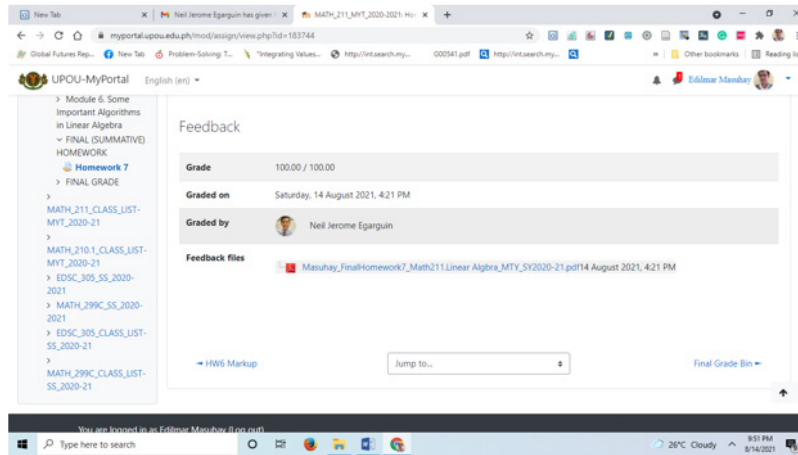 New Tab
Neil Jerome Egarguin has given
MATH_211_MYT_2020-2021: Hom
myportal.upou.edu.ph/mod/assign/view.php?id=183744
Global Futures Rep...
New Tab
Problem-Solving: T...
"Integrating Values...
http://int.search.my...
G00541.pdf
http://int.search.my...
Other bookmarks
Reading lis
UPOU-MyPortal
English (en)
Edilmar Masuhay
Module 6. Some
Important Algorithms
in Linear Algebra
FINAL (SUMMATIVE)
HOMEWORK
Homework 7
FINAL GRADE
MATH_211_CLASS_LIST-
MYT_2020-21
MATH_210.1_CLASS_LIST-
MYT_2020-21
EDSC_305_SS_2020-
2021
MATH_299C_SS_2020-
2021
EDSC_305_CLASS_LIST-
SS_2020-21
MATH_299C_CLASS_LIST-
SS_2020-21
Feedback
Grade 100.00 / 100.00
Graded on Saturday, 14 August 2021, 4:21 PM
Graded by Neil Jerome Egarguin
Feedback files Masuhay_FinalHomework7_Math211.Linear Algbra_MTY_SY2020-21.pdf14 August 2021, 4:21 PM
HW6 Markup
Jump to...
Final Grade Bin
You are logged in as Edilmar Masuhay (Log out)
Type here to search
26°C Cloudy
9:51 PM
8/14/2021